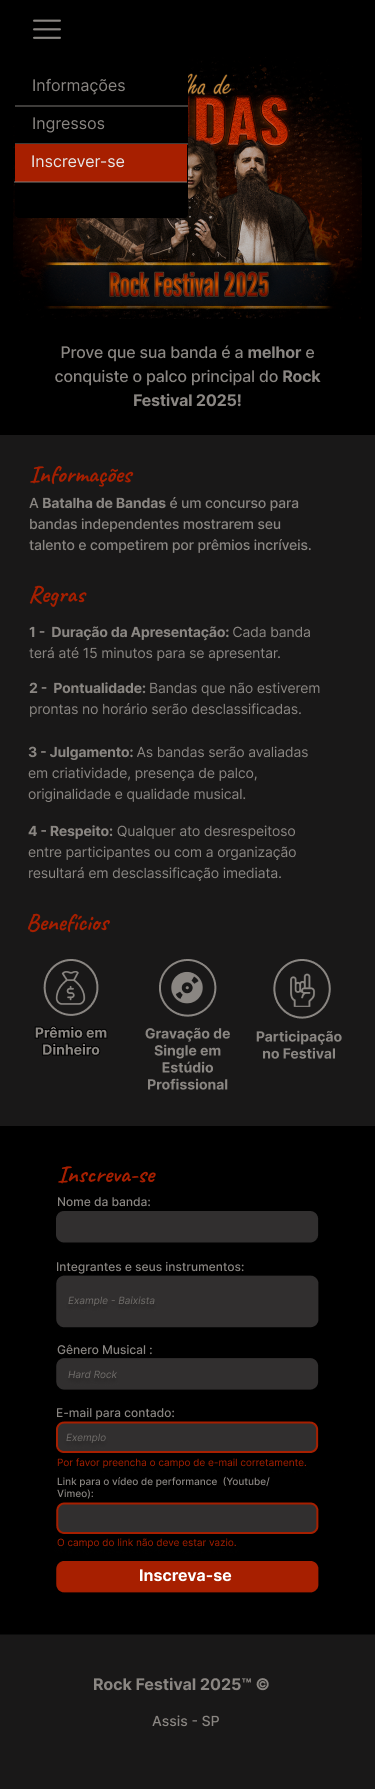 Informações
Ingressos
Inscrever-se
de
DAS
Rock Festival 2025
Prove que sua banda é a melhor e
conquiste o palco principal do Rock
Festival 2025!
Informações
A Batalha de Bandas é um concurso para
bandas independentes mostrarem seu
talento e competirem por prêmios incríveis.
Regras
1 - Duração da Apresentação: Cada banda
terá até 15 minutos para se apresentar.
2 - Pontualidade: Bandas que não estiverem
prontas no horário serão desclassificadas.
3 - Julgamento: As bandas serão avaliadas
em criatividade, presença de palco,
originalidade e qualidade musical.
4 - Respeito: Qualquer ato desrespeitoso
entre participantes ou com a organização
resultará em desclassificação imediata.
Benefícios
Prêmio em
Dinheiro
Gravação de
Single em
Estúdio
Profissional
Participação
no Festival
Inscreva-se
Nome da banda:
Integrantes e seus instrumentos:
Example - Baixista
Gênero Musical :
Hard Rock
E-mail para contado:
Exemplo
Por favor preencha o campo de e-mail corretamente.
Link para o vídeo de performance (Youtube/
Vimeo):
O campo do link não deve estar vazio.
Inscreva-se
Rock Festival 2025™ ©
Assis - SP